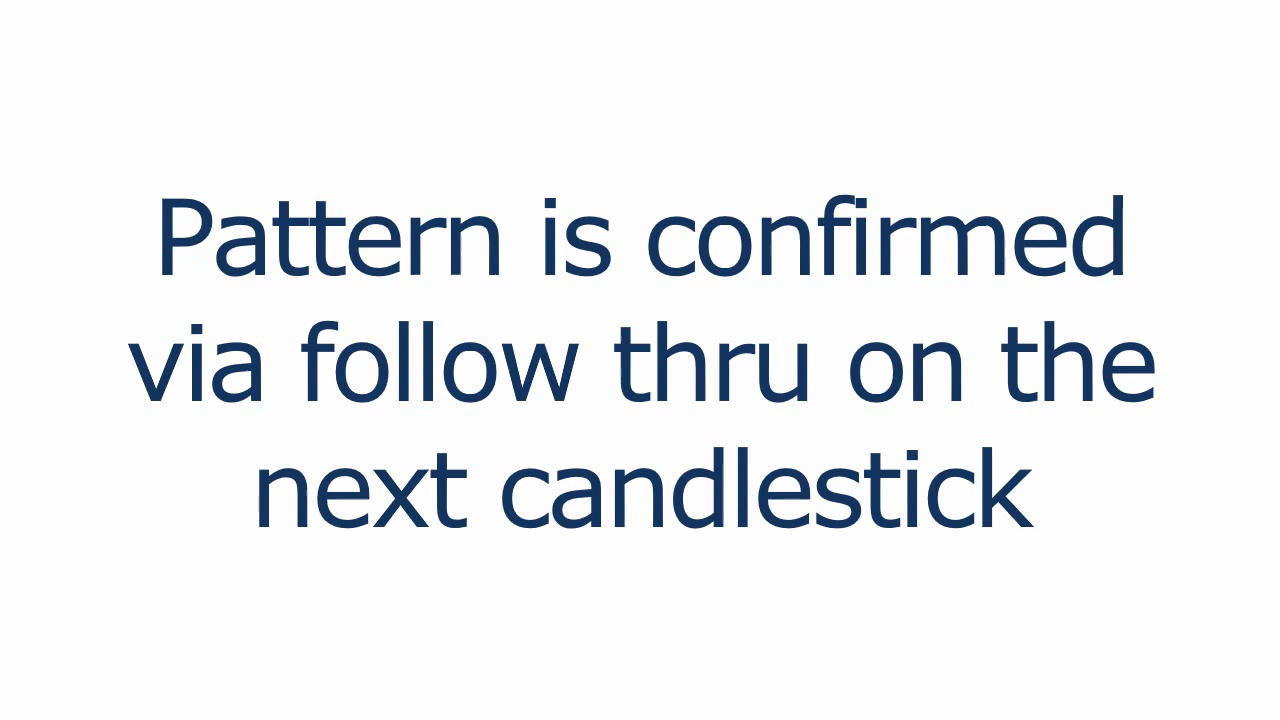 Pattern is confirmed
via follow thru on the
next candlestick